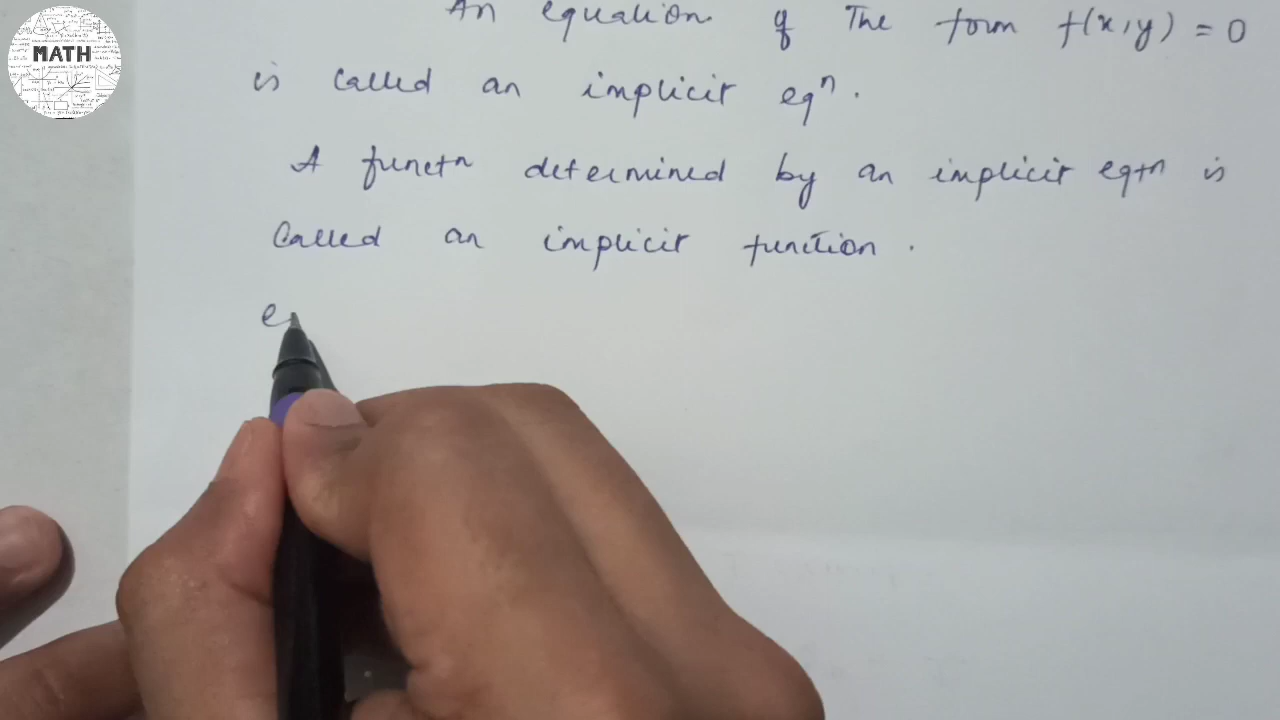 MATH
An equation of The form f(x,y) = 0
is called an implicit eqⁿ.
A functn determined by an implicit eqtn is
Called an implicit function.
e